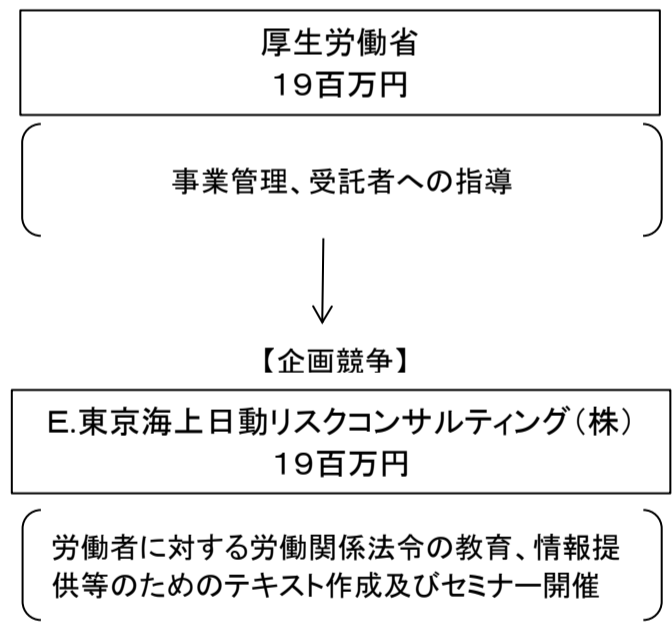 厚生労働省
１９百万円
事業管理、受託者への指導
【企画競争】
E.東京海上日動リスクコンサルティング（株）
１９百万円
労働者に対する労働関係法令の教育、情報提
供等のためのテキスト作成及びセミナー開催